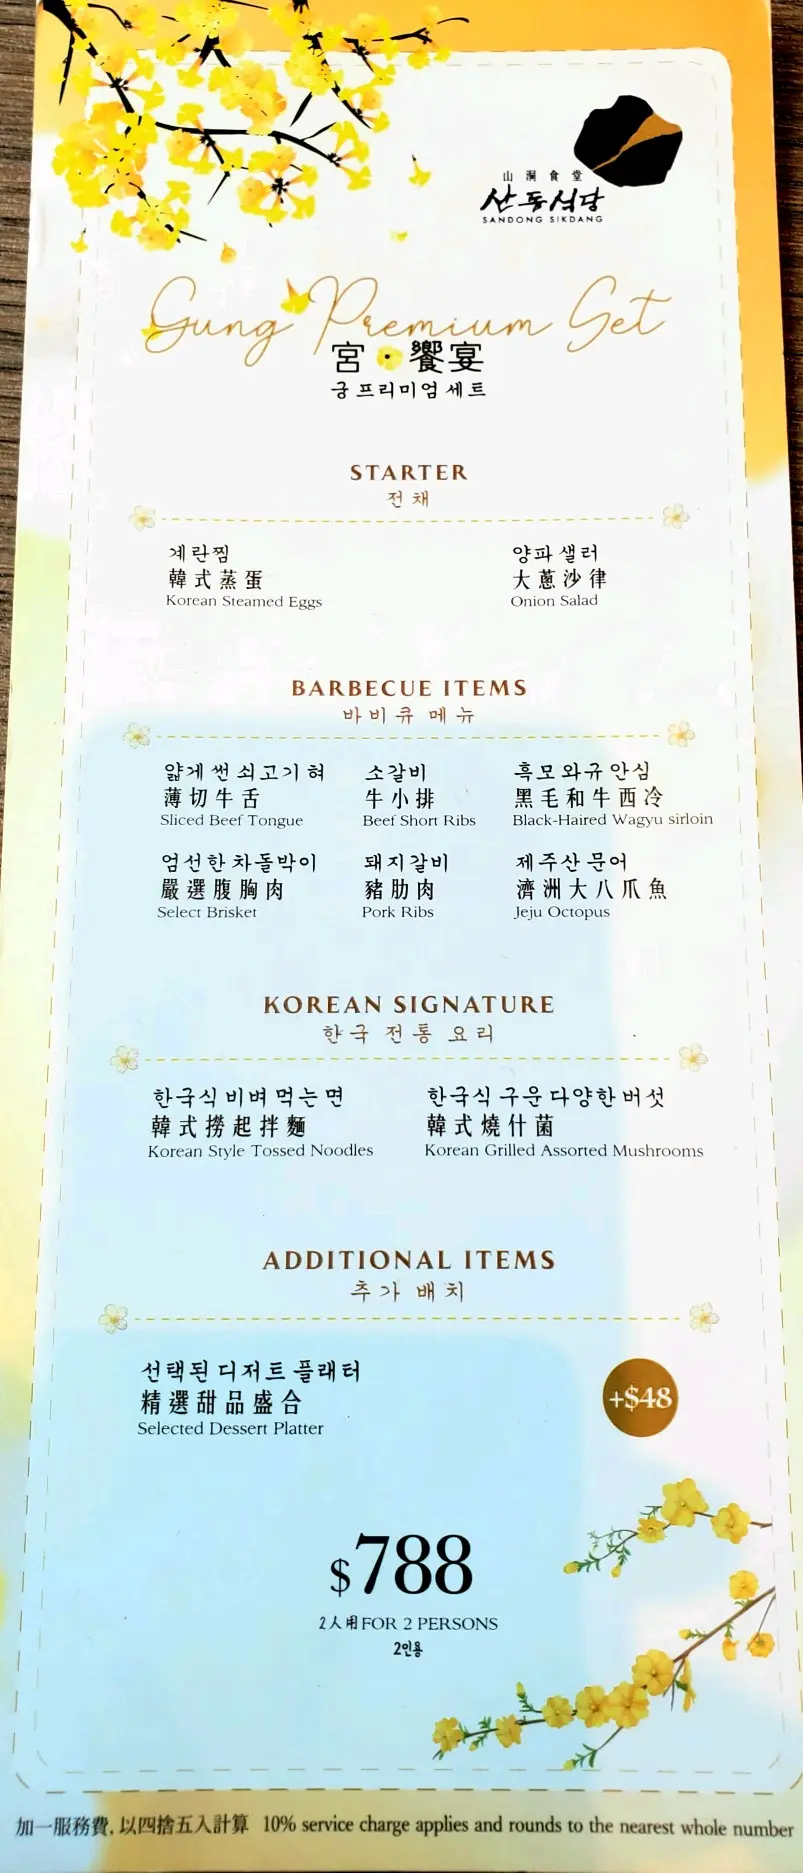 山洞食堂
산동식당
SANDONG SIKDANG
Gung Premium Set
宮·饗宴
궁 프리미엄 세트
STARTER
전채
계란찜
韓式蒸蛋
Korean Steamed Eggs
양파 샐러
大蔥沙律
Onion Salad
BARBECUE ITEMS
바비큐 메뉴
얇게 썬 쇠고기 혀
薄切牛舌
Sliced Beef Tongue
소갈비
牛小排
Beef Short Ribs
흑모 와규 안심
黑毛和牛西冷
Black-Haired Wagyu sirloin
엄선한 차돌박이
嚴選腹胸肉
Select Brisket
돼지갈비
豬肋肉
Pork Ribs
제주산 문어
濟洲大八爪魚
Jeju Octopus
KOREAN SIGNATURE
한국 전통 요리
한국식 비벼 먹는 면
韓式撈起拌麵
Korean Style Tossed Noodles
한국식 구운 다양한 버섯
韓式燒什菌
Korean Grilled Assorted Mushrooms
ADDITIONAL ITEMS
추가 배치
선택된 디저트 플래터
精選甜品盛合
Selected Dessert Platter
+$48
$788
2人用 FOR 2 PERSONS
2인용
加一服務費, 以四捨五入計算 10% service charge applies and rounds to the nearest whole number